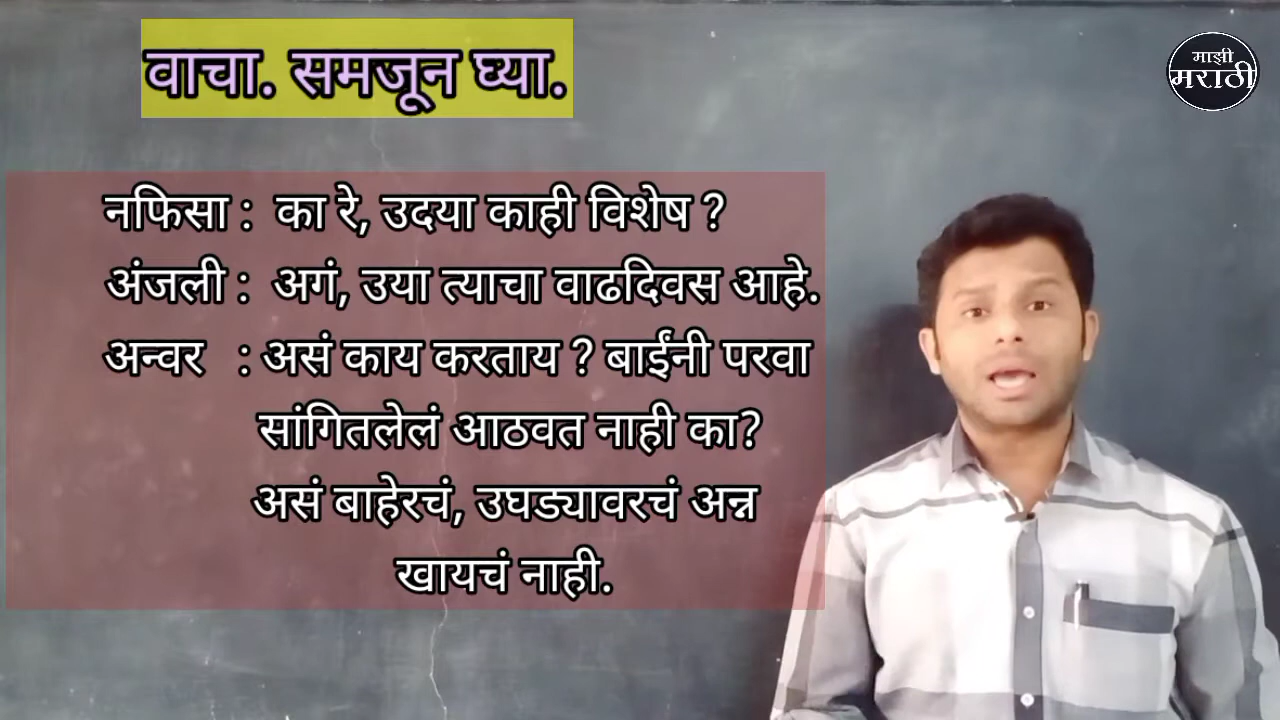 वाचा. समजून घ्या.
माझी
मराठी
नफिसा : का रे, उदया काही विशेष ?
अंजली : अगं, उया त्याचा वाढदिवस आहे.
अन्वर : असं काय करताय ? बाईंनी परवा
सांगितलेलं आठवत नाही का?
असं बाहेरचं, उघड्यावरचं अन्न
खायचं नाही.